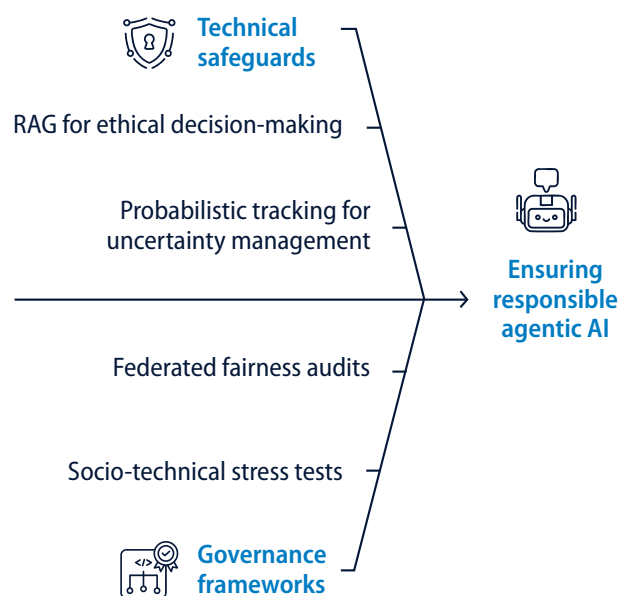 Technical
safeguards
RAG for ethical decision-making
Probabilistic tracking for
uncertainty management
Ensuring
responsible
agentic AI
Federated fairness audits
Socio-technical stress tests
</>
Governance
frameworks